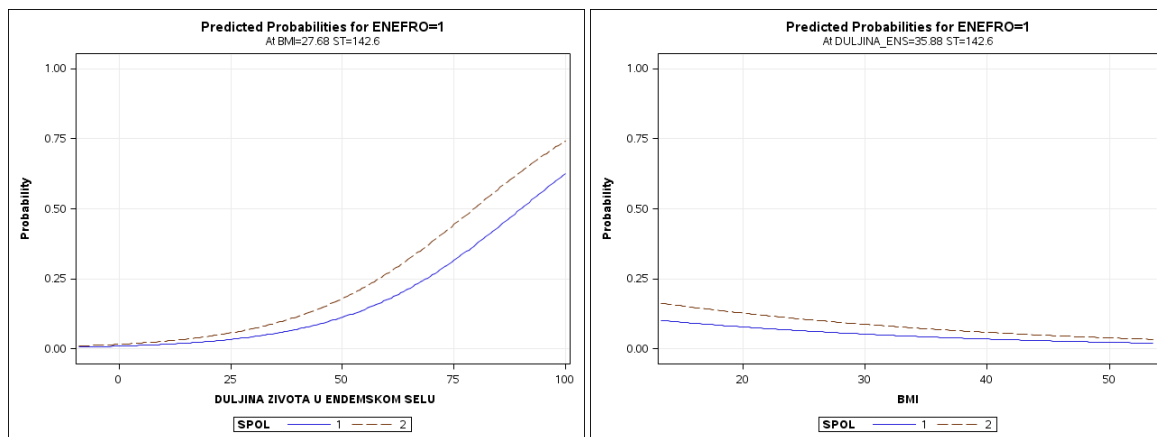 Predicted Probabilities for ENEFRO=1
At BMI=27.68 ST=142.6
1.00
0.75
0.50
0.25
0.00
Probability
0 25 50 75 100
DULJINA ZIVOTA U ENDEMSKOM SELU
SPOL 1 2
Predicted Probabilities for ENEFRO=1
At DULJINA_ENS=35.88 ST=142.6
1.00
0.75
0.50
0.25
0.00
Probability
20 30 40 50
BMI
SPOL 1 2